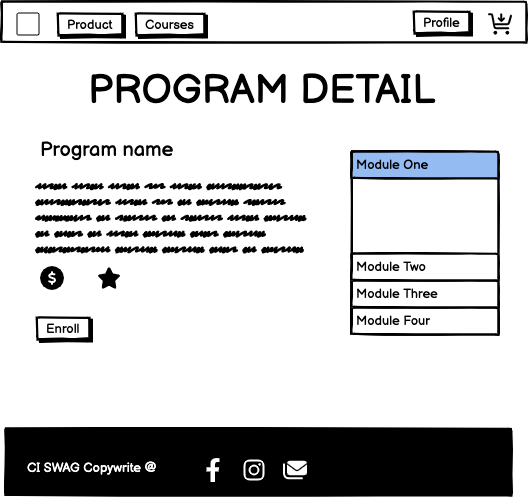 Product
Courses
Profile
PROGRAM DETAIL
Program name
Module One
Module Two
Module Three
Module Four
$
Enroll
CI SWAG Copywrite @